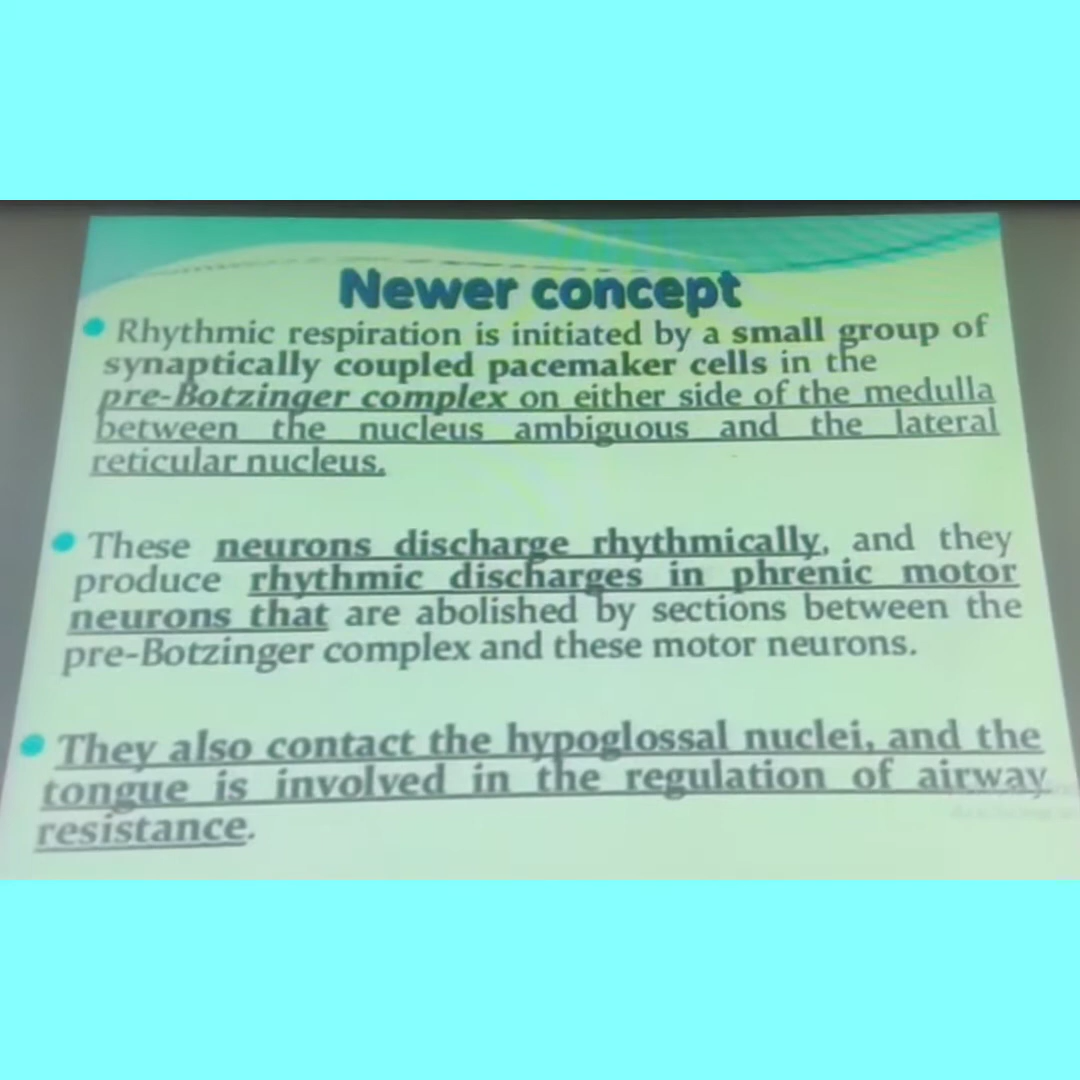 Newer concept
Rhythmic respiration is initiated by a small group of
synaptically coupled pacemaker cells in the
pre-Botzinger complex on either side of the medulla
between the nucleus ambiguous and the lateral
reticular nucleus.
These neurons discharge rhythmically, and they
produce rhythmic discharges in phrenic motor
neurons that are abolished by sections between the
pre-Botzinger complex and these motor neurons.
They also contact the hypoglossal nuclei, and the
tongue is involved in the regulation of airway
resistance.